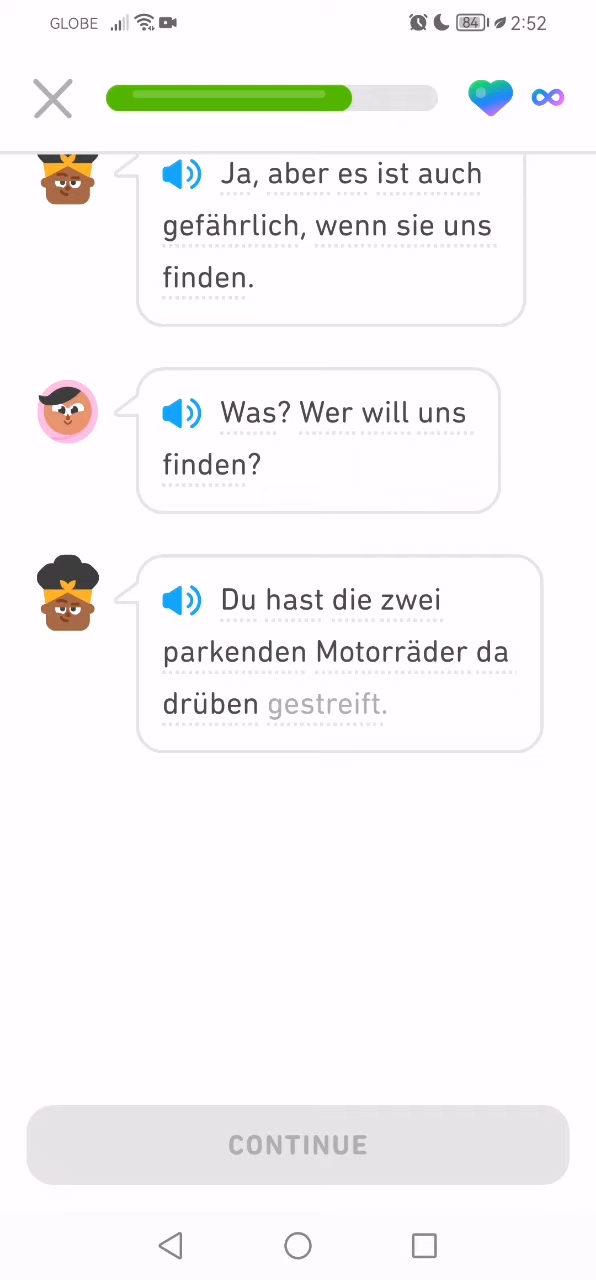 GLOBE
84
2:52
Ja, aber es ist auch
gefährlich, wenn sie uns
finden.
Was? Wer will uns
finden?
Du hast die zwei
parkenden Motorräder da
drüben gestreift.
CONTINUE